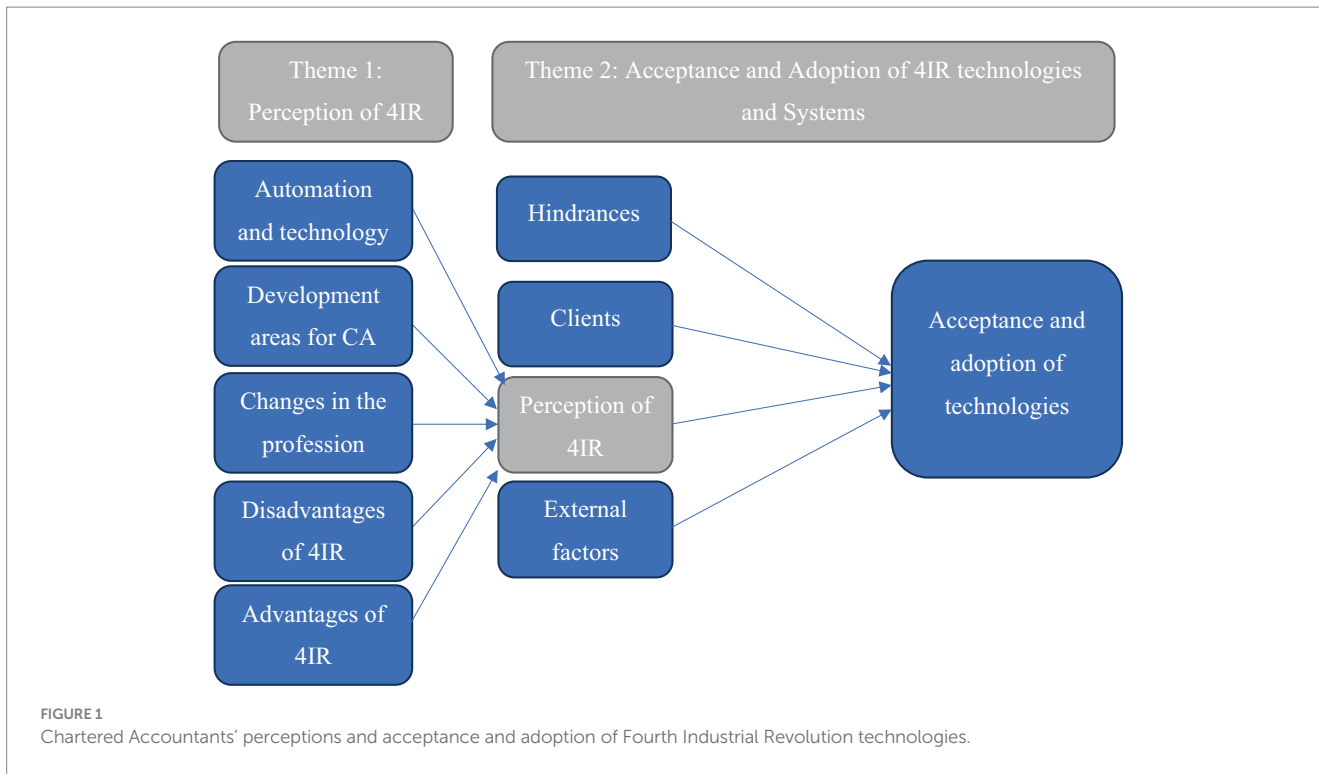 Theme 1:
Perception of 4IR
Theme 2: Acceptance and Adoption of 4IR technologies
and Systems
Automation
and technology
Development
areas for CA
Changes in the
profession
Disadvantages
of 4IR
Advantages of
4IR
Hindrances
Clients
Perception of
4IR
External
factors
Acceptance and
adoption of
technologies
FIGURE 1
Chartered Accountants’ perceptions and acceptance and adoption of Fourth Industrial Revolution technologies.